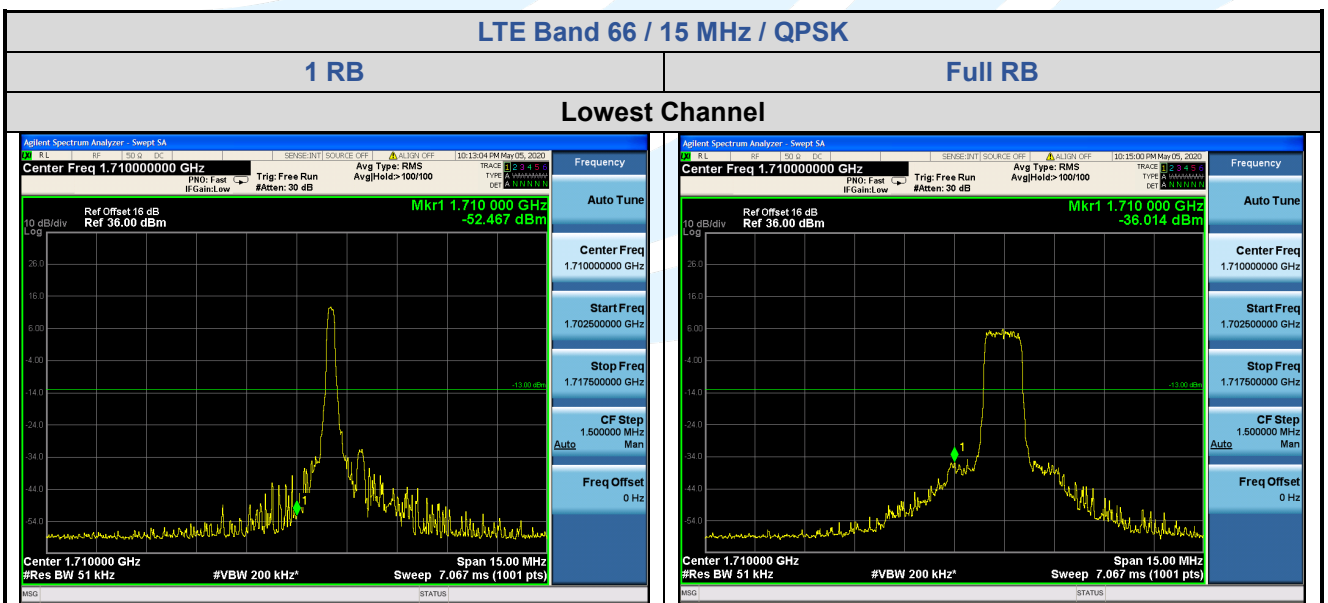 LTE Band 66 / 15 MHz / QPSK
1 RB
Full RB
Lowest Channel
Agilent Spectrum Analyzer - Swept SA
RL RF 50 Ω DC SENSE:INT SOURCE OFF ALIGN OFF 10:13:04 PM May 05, 2020
Center Freq 1.710000000 GHz
PNO: Fast
IFGain:Low
Trig: Free Run
#Atten: 30 dB
Avg Type: RMS
Avg|Hold:>100/100
TRACE 1 2 3 4 5 6
TYPE A
DET A N N N N N
Mkr1 1.710 000 GHz
-52.467 dBm
Ref Offset 16 dB
10 dB/div Ref 36.00 dBm
Log
26.0
16.0
6.00
-4.00
-13.00 dBm
-14.0
-24.0
-34.0
-44.0
1
-54.0
Center 1.710000 GHz Span 15.00 MHz
#Res BW 51 kHz #VBW 200 kHz* Sweep 7.067 ms (1001 pts)
MSG STATUS
Frequency
Auto Tune
Center Freq
1.710000000 GHz
Start Freq
1.702500000 GHz
Stop Freq
1.717500000 GHz
CF Step
1.500000 MHz
Auto Man
Freq Offset
0 Hz
Agilent Spectrum Analyzer - Swept SA
RL RF 50 Ω DC SENSE:INT SOURCE OFF ALIGN OFF 10:15:00 PM May 05, 2020
Center Freq 1.710000000 GHz
PNO: Fast
IFGain:Low
Trig: Free Run
#Atten: 30 dB
Avg Type: RMS
Avg|Hold:>100/100
TRACE 1 2 3 4 5 6
TYPE A
DET A N N N N N
Mkr1 1.710 000 GHz
-36.014 dBm
Ref Offset 16 dB
10 dB/div Ref 36.00 dBm
Log
26.0
16.0
6.00
-4.00
-13.00 dBm
-14.0
-24.0
1
-34.0
-44.0
-54.0
Center 1.710000 GHz Span 15.00 MHz
#Res BW 51 kHz #VBW 200 kHz* Sweep 7.067 ms (1001 pts)
MSG STATUS
Frequency
Auto Tune
Center Freq
1.710000000 GHz
Start Freq
1.702500000 GHz
Stop Freq
1.717500000 GHz
CF Step
1.500000 MHz
Auto Man
Freq Offset
0 Hz